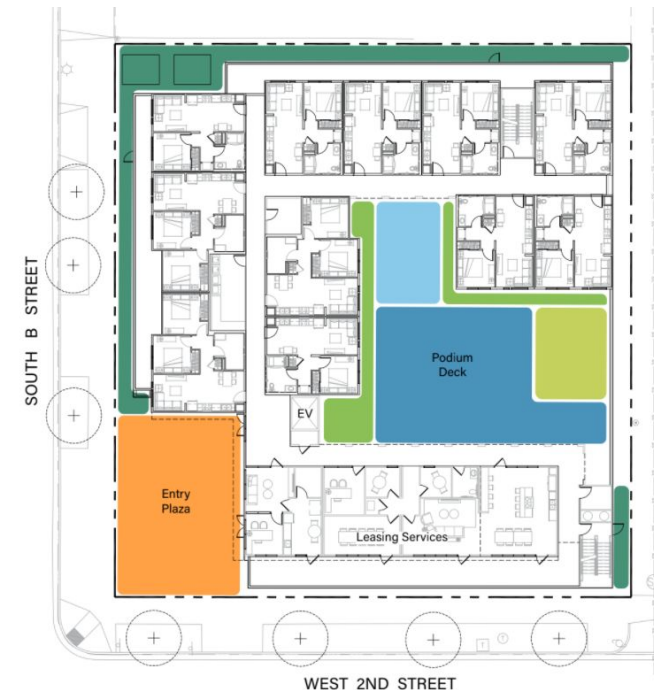 SOUTH B STREET
Podium
Deck
EV
Entry
Plaza
Leasing Services
WEST 2ND STREET